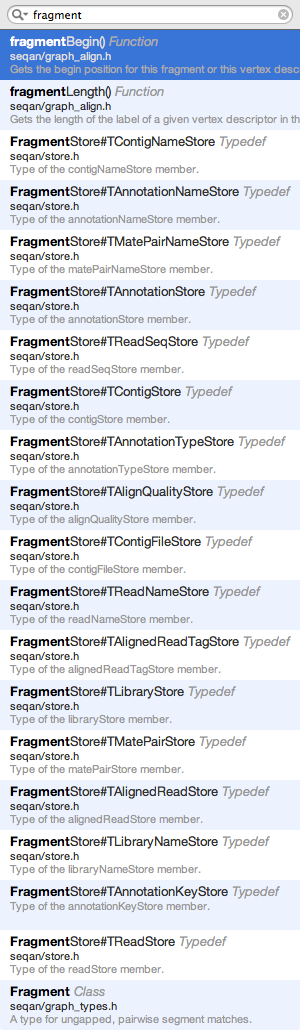 fragment
fragmentBegin() Function
seqan/graph_align.h
Gets the begin position for this fragment or this vertex desc
fragmentLength() Function
seqan/graph_align.h
Gets the length of the label of a given vertex descriptor in th
FragmentStore#TContigNameStore Typedef
seqan/store.h
Type of the contigNameStore member.
FragmentStore#TAnnotationNameStore Typedef
seqan/store.h
Type of the annotationNameStore member.
FragmentStore#TMatePairNameStore Typedef
seqan/store.h
Type of the matePairNameStore member.
FragmentStore#TAnnotationStore Typedef
seqan/store.h
Type of the annotationStore member.
FragmentStore#TReadSeqStore Typedef
seqan/store.h
Type of the readSeqStore member.
FragmentStore#TContigStore Typedef
seqan/store.h
Type of the contigStore member.
FragmentStore#TAnnotationTypeStore Typedef
seqan/store.h
Type of the annotationTypeStore member.
FragmentStore#TAlignQualityStore Typedef
seqan/store.h
Type of the alignQualityStore member.
FragmentStore#TContigFileStore Typedef
seqan/store.h
Type of the contigFileStore member.
FragmentStore#TReadNameStore Typedef
seqan/store.h
Type of the readNameStore member.
FragmentStore#TAlignedReadTagStore Typedef
seqan/store.h
Type of the alignedReadTagStore member.
FragmentStore#TLibraryStore Typedef
seqan/store.h
Type of the libraryStore member.
FragmentStore#TMatePairStore Typedef
seqan/store.h
Type of the matePairStore member.
FragmentStore#TAlignedReadStore Typedef
seqan/store.h
Type of the alignedReadStore member.
FragmentStore#TLibraryNameStore Typedef
seqan/store.h
Type of the libraryNameStore member.
FragmentStore#TAnnotationKeyStore Typedef
Type of the annotationKeyStore member.
FragmentStore#TReadStore Typedef
seqan/store.h
Type of the readStore member.
Fragment Class
seqan/graph_types.h
A type for ungapped, pairwise segment matches.